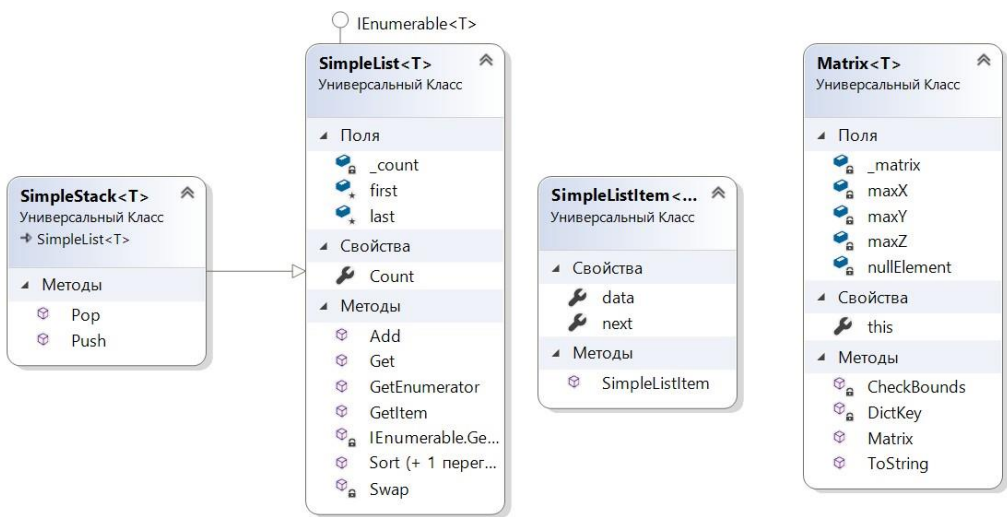 IEnumerable<T>
SimpleStack<T>
Универсальный Класс
SimpleList<T>
Методы
Pop
Push
SimpleList<T>
Универсальный Класс
Поля
_count
first
last
Свойства
Count
Методы
Add
Get
GetEnumerator
GetItem
IEnumerable.Ge...
Sort (+ 1 перег...
Swap
SimpleListItem<...
Универсальный Класс
Свойства
data
next
Методы
SimpleListItem
Matrix<T>
Универсальный Класс
Поля
_matrix
maxX
maxY
maxZ
nullElement
Свойства
this
Методы
CheckBounds
DictKey
Matrix
ToString